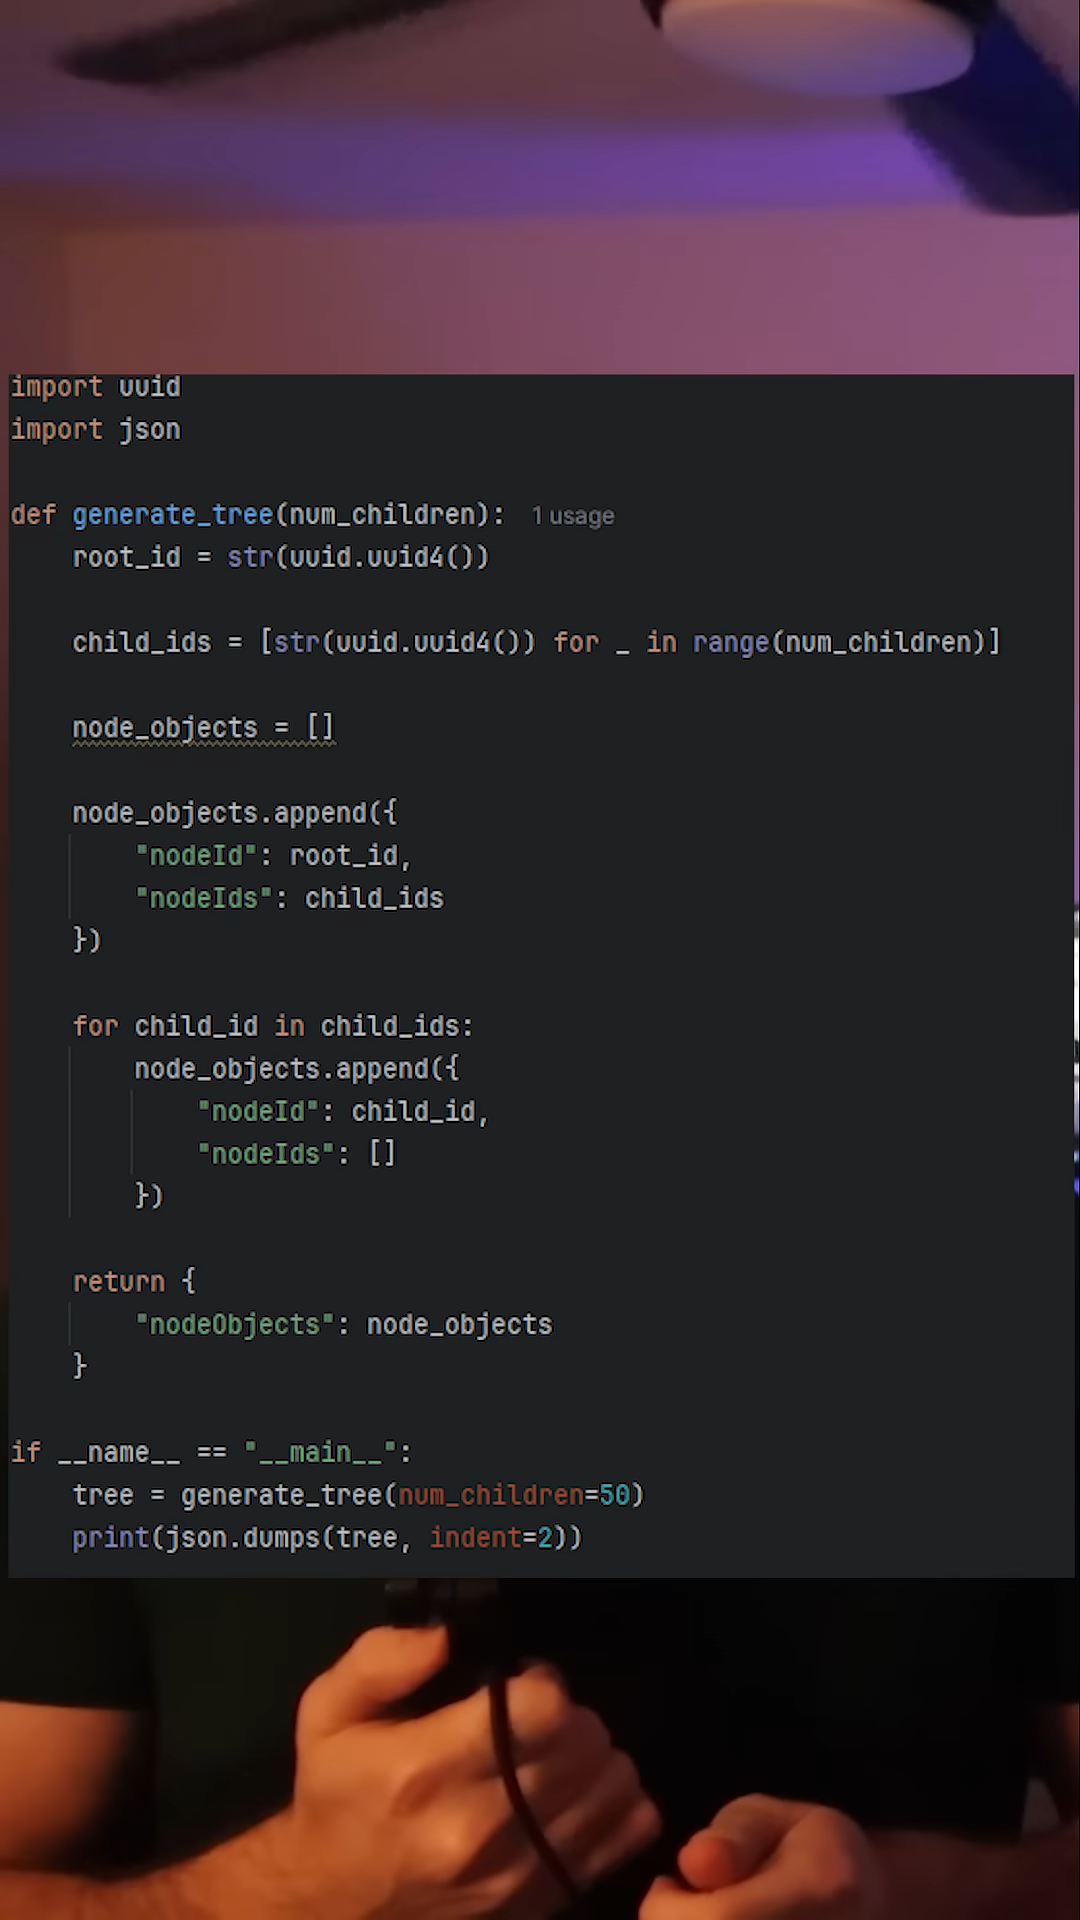 import uuid
import json
def generate_tree(num_children): 1 usage
root_id = str(uuid.uuid4())
child_ids = [str(uuid.uuid4()) for _ in range(num_children)]
node_objects = []
node_objects.append({
"nodeId": root_id,
"nodeIds": child_ids
})
for child_id in child_ids:
node_objects.append({
"nodeId": child_id,
"nodeIds": []
})
return {
"nodeObjects": node_objects
}
if __name__ == "__main__":
tree = generate_tree(num_children=50)
print(json.dumps(tree, indent=2))